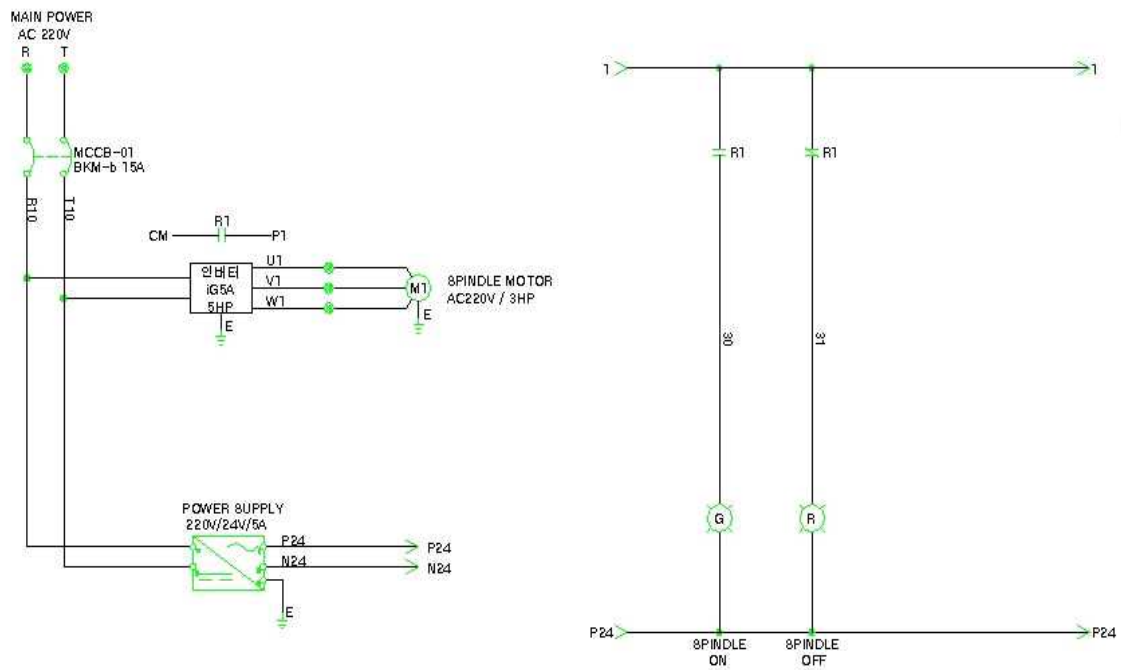 MAIN POWER
AC 220V
R T
MCCB-01
BKM-b 15A
R10
T10
R1
CM P1
인버터
iG5A
5HP
U1
V1
W1
E
M1
E
8PINDLE MOTOR
AC220V / 3HP
POWER 8UPPLY
220V/24V/5A
P24
N24
P24
N24
E
1 1
R1 R1
30 31
G R
P24 P24
8PINDLE
ON
8PINDLE
OFF